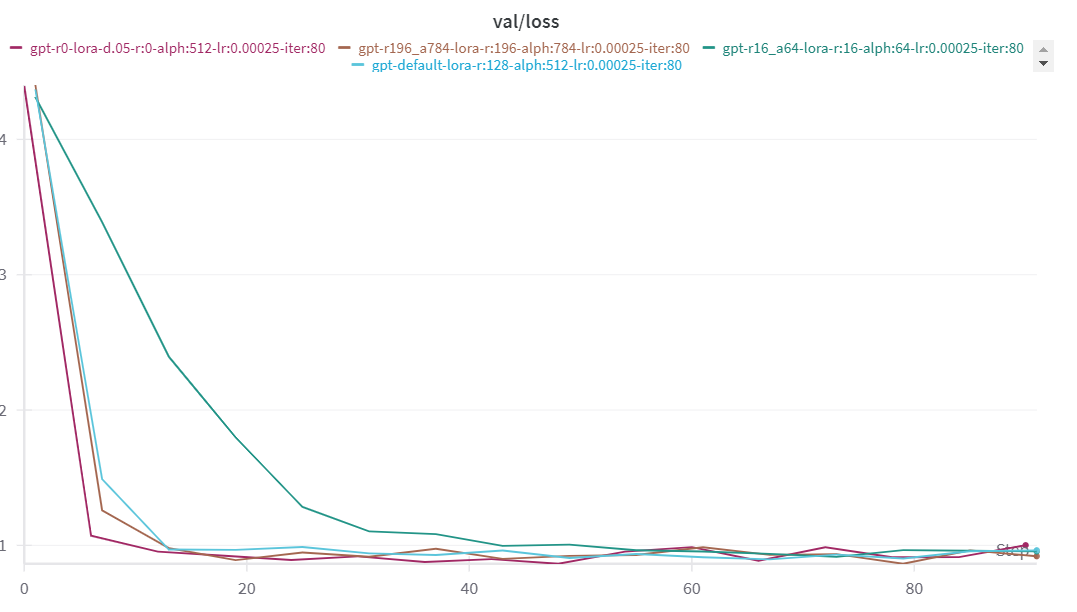 val/loss
gpt-r0-lora-d.05-r:0-alph:512-lr:0.00025-iter:80 gpt-r196_a784-lora-r:196-alph:784-lr:0.00025-iter:80 gpt-r16_a64-lora-r:16-alph:64-lr:0.00025-iter:80
gpt-default-lora-r:128-alph:512-lr:0.00025-iter:80
4
3
2
1
Step
0 20 40 60 80